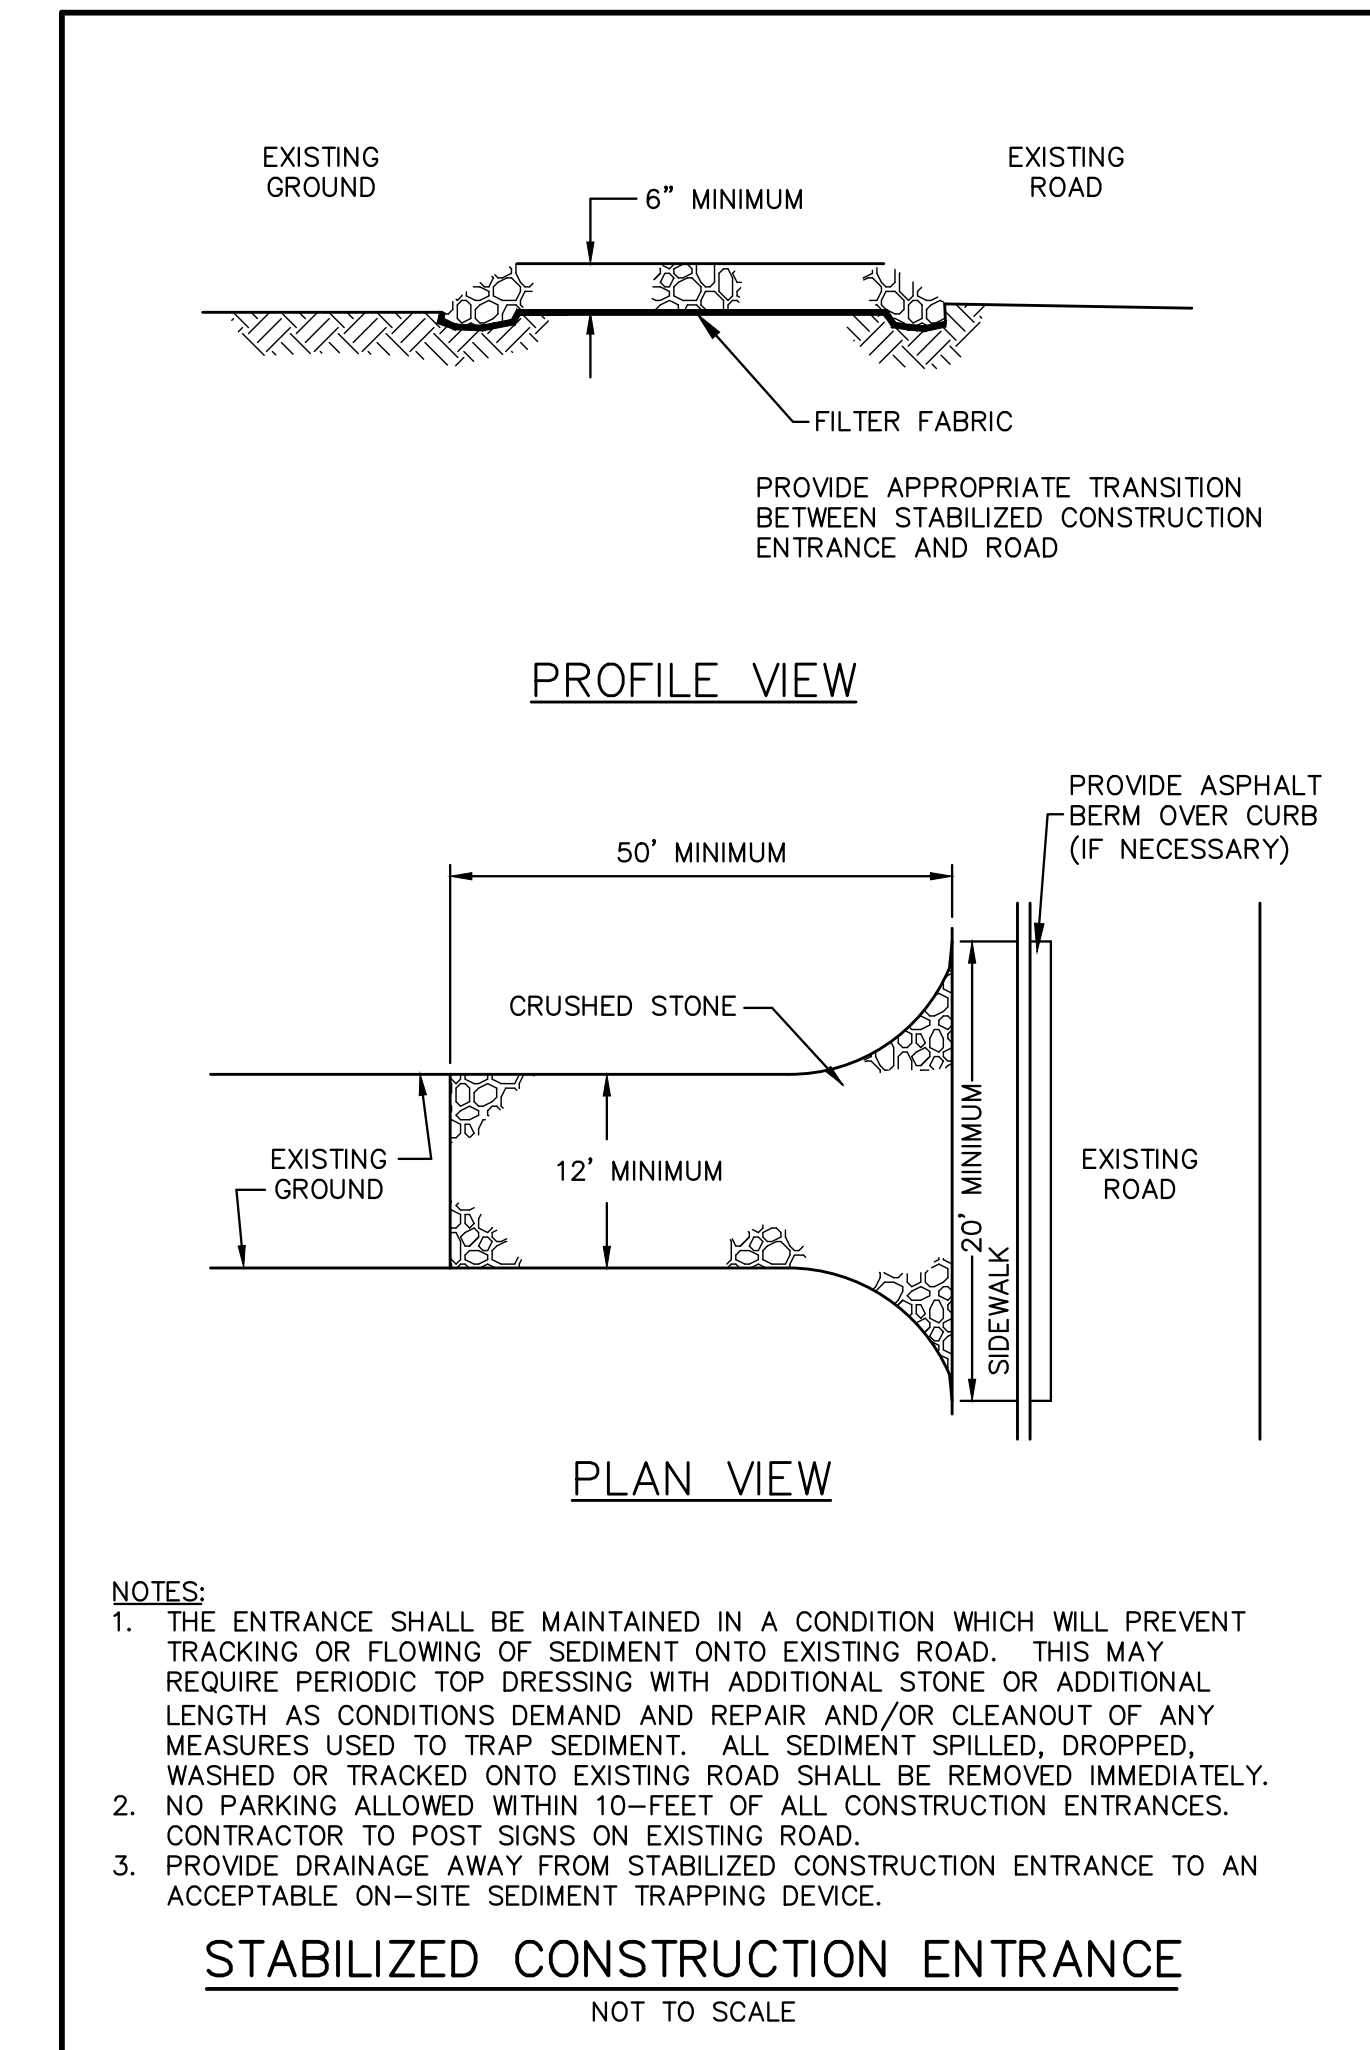 EXISTING
GROUND
EXISTING
ROAD
6” MINIMUM
FILTER FABRIC
PROVIDE APPROPRIATE TRANSITION
BETWEEN STABILIZED CONSTRUCTION
ENTRANCE AND ROAD
PROFILE VIEW
PROVIDE ASPHALT
BERM OVER CURB
(IF NECESSARY)
50’ MINIMUM
CRUSHED STONE
EXISTING
GROUND
12’ MINIMUM
20’ MINIMUM
SIDEWALK
EXISTING
ROAD
PLAN VIEW
NOTES:
1. THE ENTRANCE SHALL BE MAINTAINED IN A CONDITION WHICH WILL PREVENT
TRACKING OR FLOWING OF SEDIMENT ONTO EXISTING ROAD. THIS MAY
REQUIRE PERIODIC TOP DRESSING WITH ADDITIONAL STONE OR ADDITIONAL
LENGTH AS CONDITIONS DEMAND AND REPAIR AND/OR CLEANOUT OF ANY
MEASURES USED TO TRAP SEDIMENT. ALL SEDIMENT SPILLED, DROPPED,
WASHED OR TRACKED ONTO EXISTING ROAD SHALL BE REMOVED IMMEDIATELY.
2. NO PARKING ALLOWED WITHIN 10-FEET OF ALL CONSTRUCTION ENTRANCES.
CONTRACTOR TO POST SIGNS ON EXISTING ROAD.
3. PROVIDE DRAINAGE AWAY FROM STABILIZED CONSTRUCTION ENTRANCE TO AN
ACCEPTABLE ON-SITE SEDIMENT TRAPPING DEVICE.
STABILIZED CONSTRUCTION ENTRANCE
NOT TO SCALE